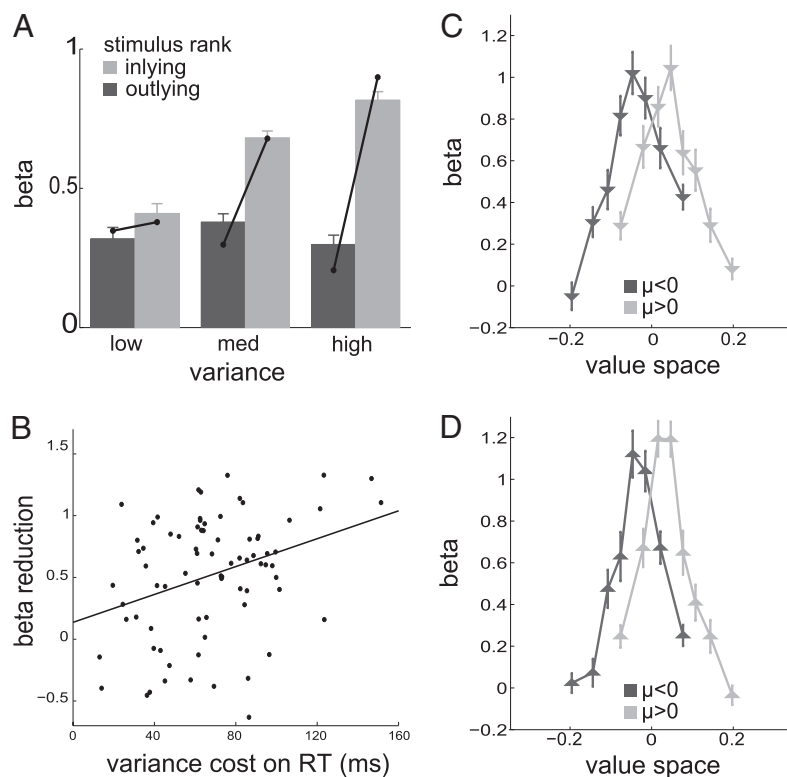 A
1
stimulus rank
inlying
outlying
beta
0.5
0
low med high
variance
B
1.5
1
beta reduction
0.5
0
−0.5
0 40 80 120 160
variance cost on RT (ms)
C
1.2
1
0.8
beta
0.6
0.4
0.2
0
−0.2
μ<0
μ>0
−0.2 0 0.2
value space
D
1.2
1
0.8
beta
0.6
0.4
0.2
0
−0.2
μ<0
μ>0
−0.2 0 0.2
value space